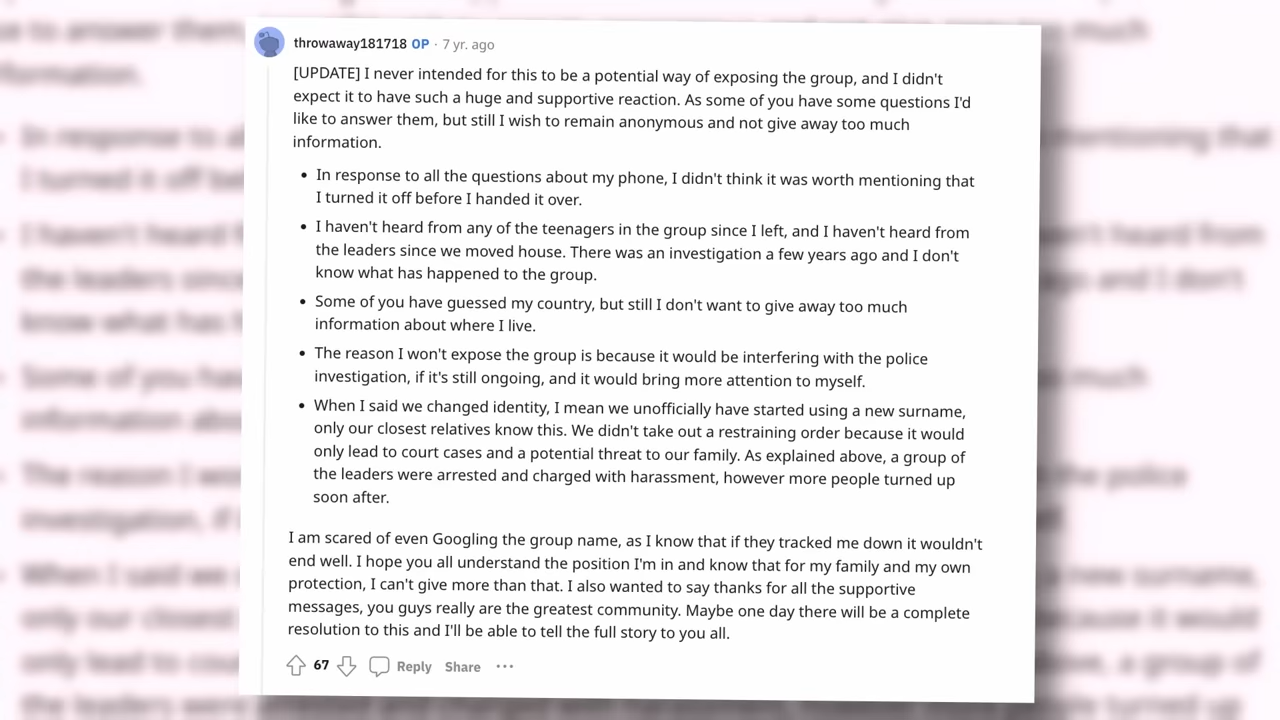 throwaway181718 OP · 7 yr. ago
[UPDATE] I never intended for this to be a potential way of exposing the group, and I didn't
expect it to have such a huge and supportive reaction. As some of you have some questions I'd
like to answer them, but still I wish to remain anonymous and not give away too much
information.
• In response to all the questions about my phone, I didn't think it was worth mentioning that
I turned it off before I handed it over.
• I haven't heard from any of the teenagers in the group since I left, and I haven't heard from
the leaders since we moved house. There was an investigation a few years ago and I don't
know what has happened to the group.
• Some of you have guessed my country, but still I don't want to give away too much
information about where I live.
• The reason I won't expose the group is because it would be interfering with the police
investigation, if it's still ongoing, and it would bring more attention to myself.
• When I said we changed identity, I mean we unofficially have started using a new surname,
only our closest relatives know this. We didn't take out a restraining order because it would
only lead to court cases and a potential threat to our family. As explained above, a group of
the leaders were arrested and charged with harassment, however more people turned up
soon after.
I am scared of even Googling the group name, as I know that if they tracked me down it wouldn't
end well. I hope you all understand the position I'm in and know that for my family and my own
protection, I can't give more than that. I also wanted to say thanks for all the supportive
messages, you guys really are the greatest community. Maybe one day there will be a complete
resolution to this and I'll be able to tell the full story to you all.
67 Reply Share ···